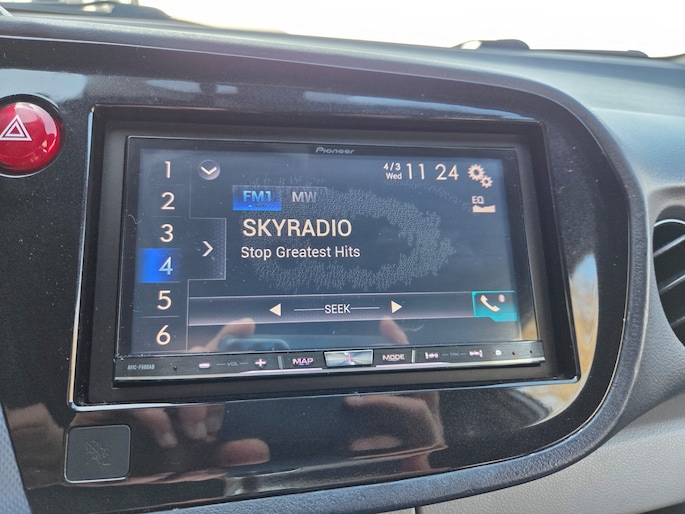 Pioneer
1
2
3
4
5
6
4/3
Wed
11 24
FM1
MW
EQ
SKYRADIO
Stop Greatest Hits
SEEK
VOL
MAP
MODE